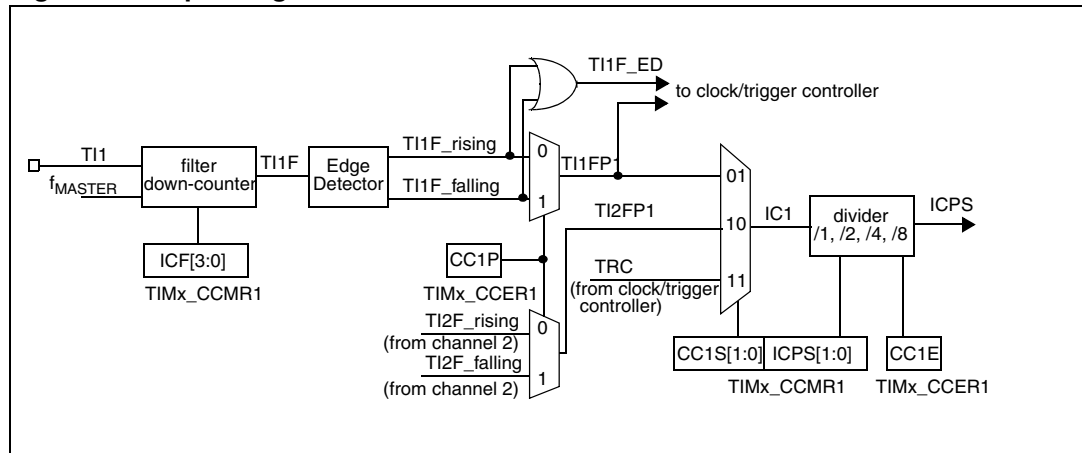 TI1F_ED
to clock/trigger controller
TI1
f_MASTER
filter
down-counter
TI1F
Edge
Detector
TI1F_rising
TI1F_falling
0
1
TI1FP1
ICF[3:0]
TIMx_CCMR1
CC1P
TIMx_CCER1
TI2F_rising
(from channel 2)
TI2F_falling
(from channel 2)
0
1
TI2FP1
TRC
(from clock/trigger
controller)
01
10
11
IC1
divider
/1, /2, /4, /8
ICPS
CC1S[1:0] ICPS[1:0]
TIMx_CCMR1
CC1E
TIMx_CCER1